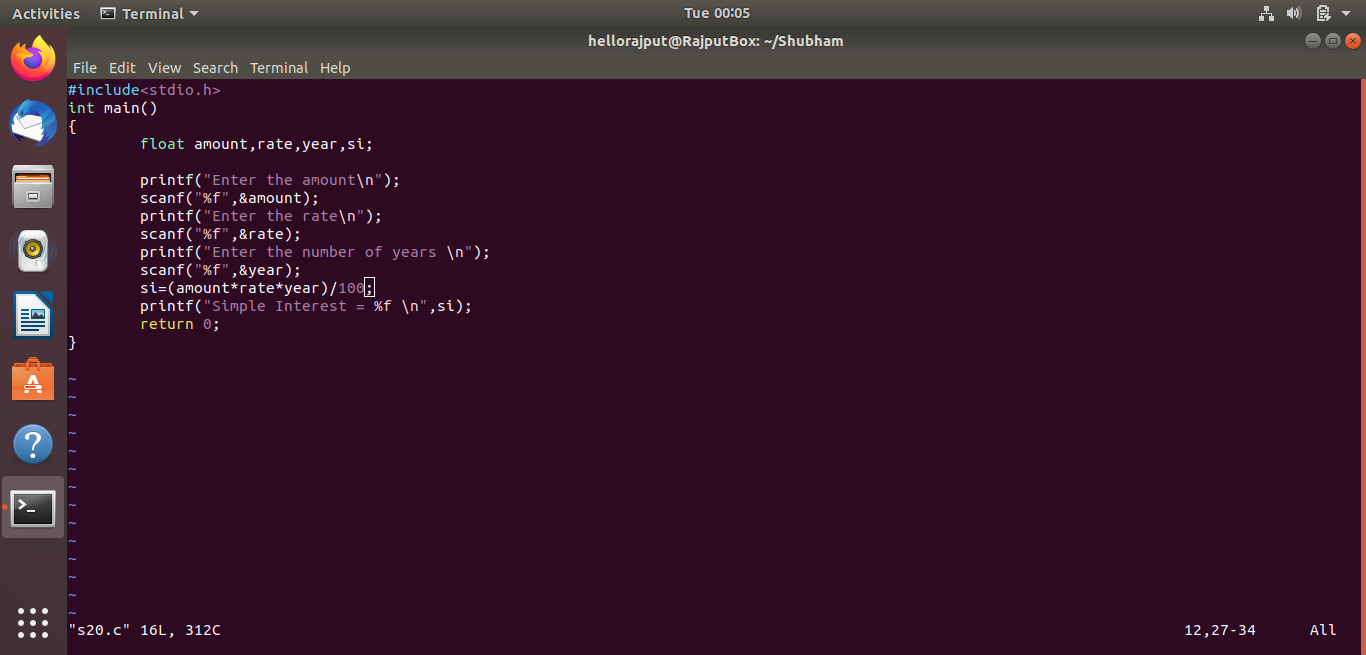 Activities Terminal Tue 00:05
hellorajput@RajputBox: ~/Shubham
File Edit View Search Terminal Help
#include<stdio.h>
int main()
{
        float amount,rate,year,si;

        printf("Enter the amount\n");
        scanf("%f",&amount);
        printf("Enter the rate\n");
        scanf("%f",&rate);
        printf("Enter the number of years \n");
        scanf("%f",&year);
        si=(amount*rate*year)/100;
        printf("Simple Interest = %f \n",si);
        return 0;
}

~
~
~
~
~
~
~
~
~
~
~
~
~
~
"s20.c" 16L, 312C 12,27-34 All